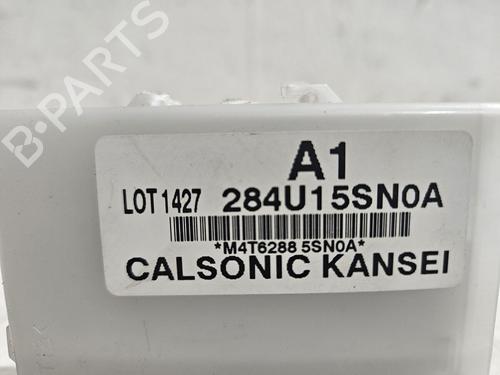 B-PARTS
A1
LOT 1427 284U15SN0A
*M4T6288 5SN0A*
CALSONIC KANSEI